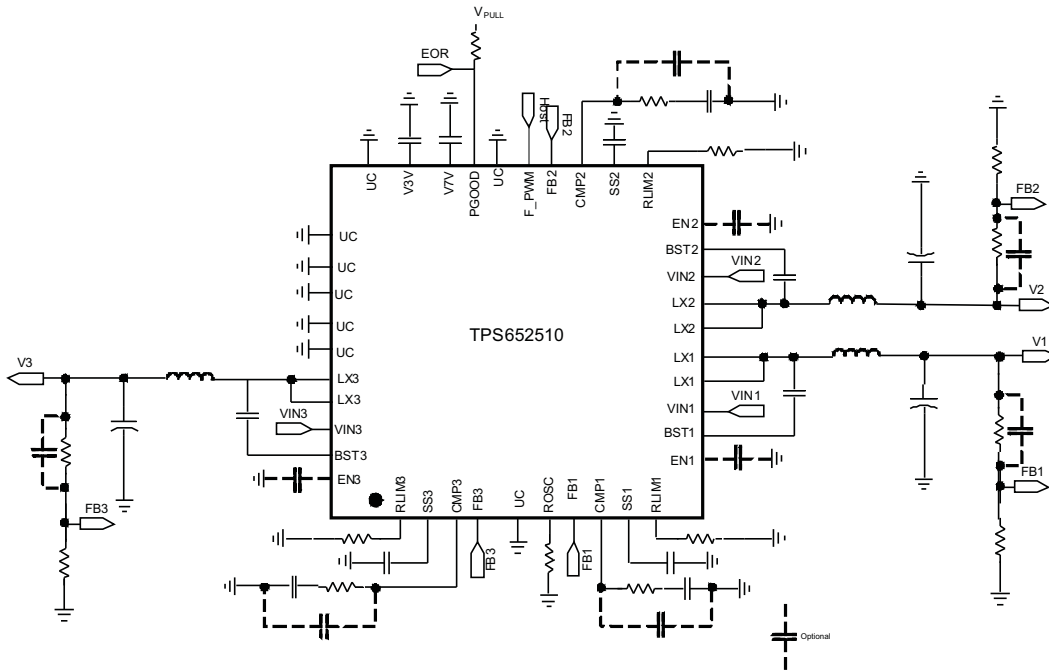 VPULL
EOR
Host
FB2
UC
V3V
V7V
PGOOD
UC
F_PWM
FB2
CMP2
SS2
RLIM2
UC
UC
UC
UC
UC
LX3
LX3
VIN3
VIN3
BST3
EN3
V3
FB3
TPS652510
EN2
BST2
VIN2
VIN2
LX2
LX2
LX1
LX1
VIN1
VIN1
BST1
EN1
FB2
V2
V1
FB1
RLIM3
SS3
CMP3
FB3
UC
ROSC
FB1
CMP1
SS1
RLIM1
FB3
FB1
Optional